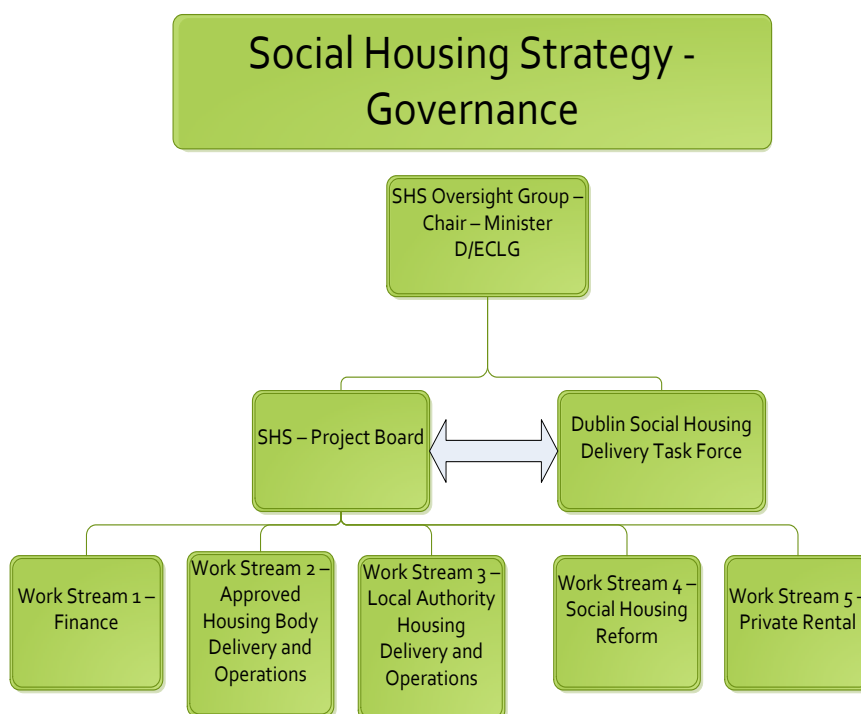 Social Housing Strategy -
Governance
SHS Oversight Group –
Chair – Minister
D/ECLG
SHS – Project Board
Dublin Social Housing
Delivery Task Force
Work Stream 1 –
Finance
Work Stream 2 –
Approved
Housing Body
Delivery and
Operations
Work Stream 3 –
Local Authority
Housing
Delivery and
Operations
Work Stream 4 –
Social Housing
Reform
Work Stream 5 –
Private Rental